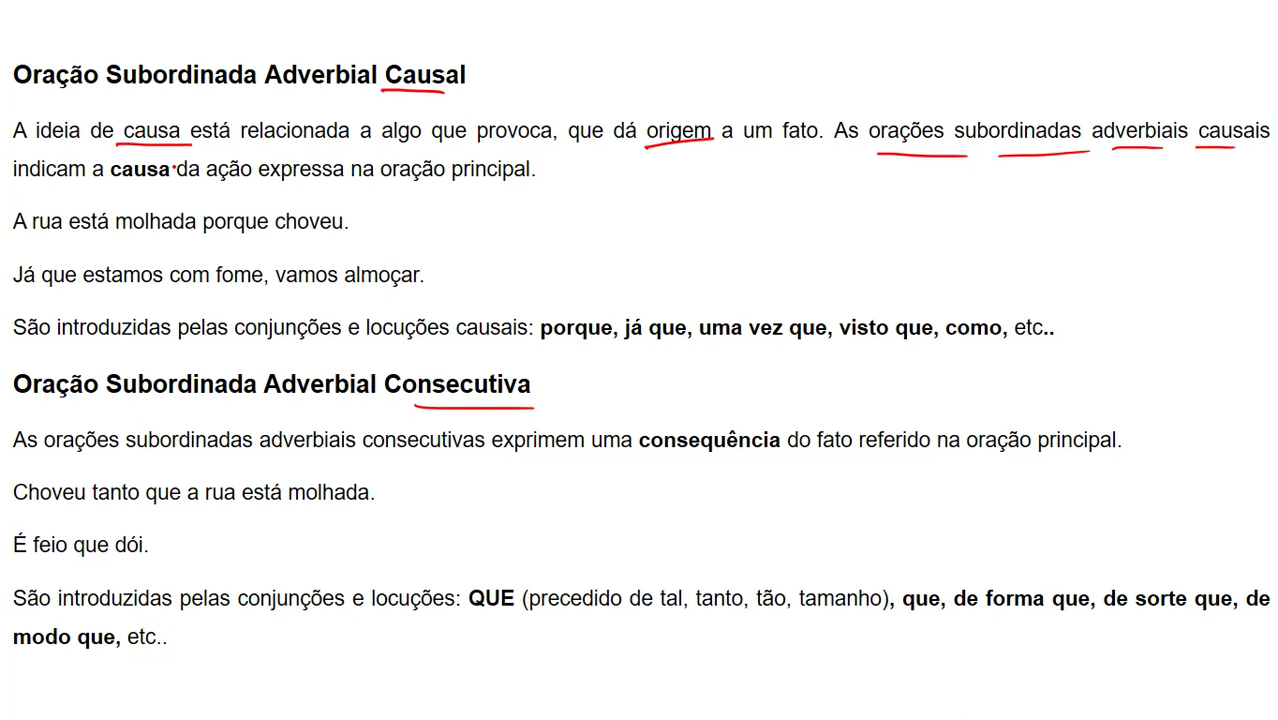 Oração Subordinada Adverbial Causal
A ideia de causa está relacionada a algo que provoca, que dá origem a um fato. As orações subordinadas adverbiais causais
indicam a causa da ação expressa na oração principal.
A rua está molhada porque choveu.
Já que estamos com fome, vamos almoçar.
São introduzidas pelas conjunções e locuções causais: porque, já que, uma vez que, visto que, como, etc..
Oração Subordinada Adverbial Consecutiva
As orações subordinadas adverbiais consecutivas exprimem uma consequência do fato referido na oração principal.
Choveu tanto que a rua está molhada.
É feio que dói.
São introduzidas pelas conjunções e locuções: QUE (precedido de tal, tanto, tão, tamanho), que, de forma que, de sorte que, de
modo que, etc..